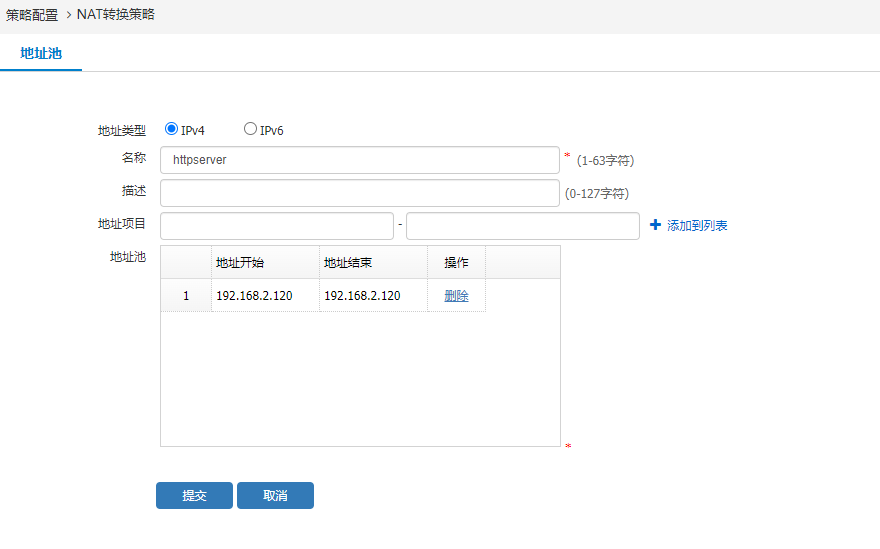 策略配置 > NAT转换策略
地址池
地址类型 IPv4 IPv6
名称 httpserver * (1-63字符)
描述 (0-127字符)
地址项目 - 添加到列表
地址池
地址开始 地址结束 操作
1 192.168.2.120 192.168.2.120 删除
*
提交 取消